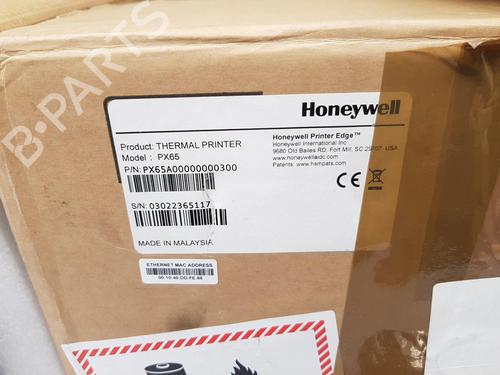 Honeywell
Product: THERMAL PRINTER
Model : PX65
P/N: PX65A00000000300
Honeywell Printer Edge™
Honeywell International Inc
9680 Old Bailes RD. Fort Mill, SC 29707. USA
www.honeywellaidc.com
Patents: www.hsmpats.com
CE
S/N: 03022365117
MADE IN MALAYSIA
ETHERNET MAC ADDRESS
B-PARTS